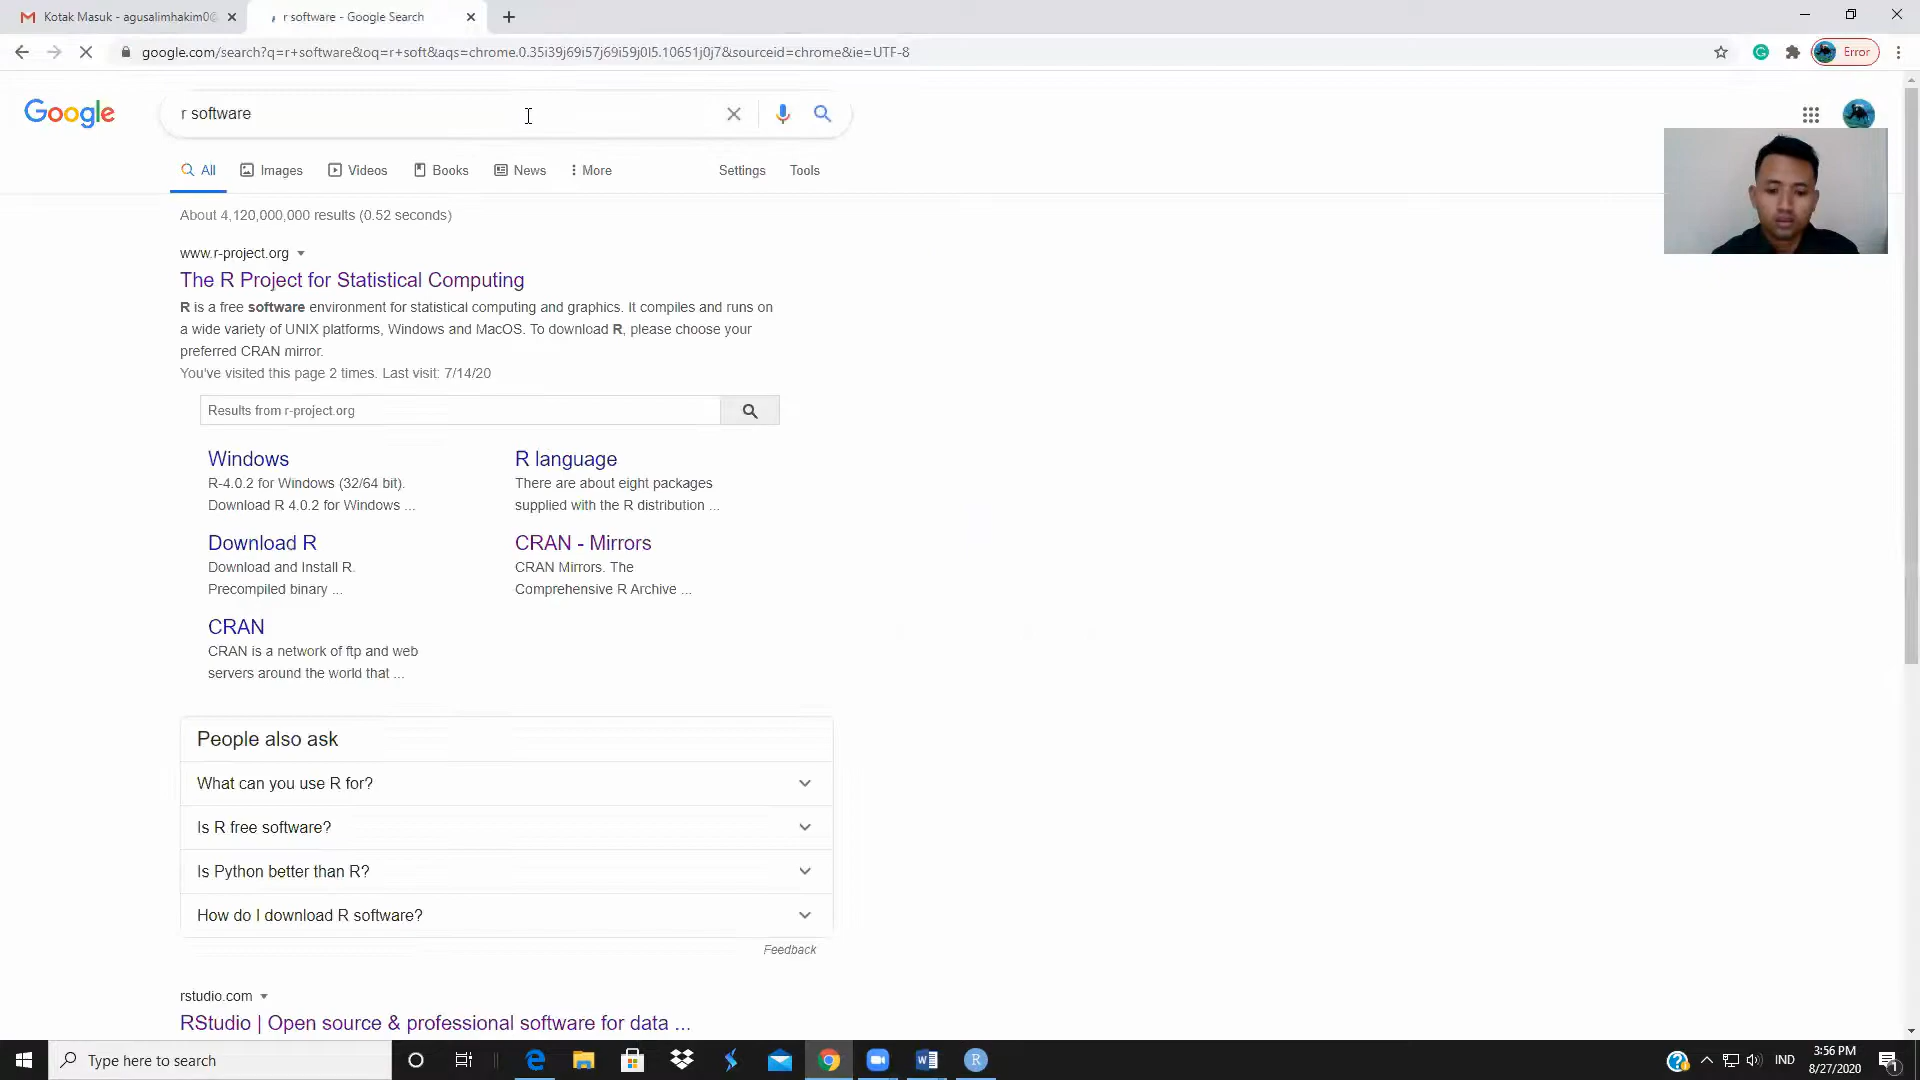 Kotak Masuk - agusalimhakim0@
r software - Google Search
google.com/search?q=r+software&oq=r+soft&aqs=chrome.0.35i39j69i57j69i59j0l5.10651j0j7&sourceid=chrome&ie=UTF-8
Error
Google
r software
All
Images
Videos
Books
News
More
Settings
Tools
About 4,120,000,000 results (0.52 seconds)
www.r-project.org
The R Project for Statistical Computing
R is a free software environment for statistical computing and graphics. It compiles and runs on
a wide variety of UNIX platforms, Windows and MacOS. To download R, please choose your
preferred CRAN mirror.
You've visited this page 2 times. Last visit: 7/14/20
Results from r-project.org
Windows
R-4.0.2 for Windows (32/64 bit).
Download R 4.0.2 for Windows ...
R language
There are about eight packages
supplied with the R distribution ...
Download R
Download and Install R.
Precompiled binary ...
CRAN - Mirrors
CRAN Mirrors. The
Comprehensive R Archive ...
CRAN
CRAN is a network of ftp and web
servers around the world that ...
People also ask
What can you use R for?
Is R free software?
Is Python better than R?
How do I download R software?
Feedback
rstudio.com
RStudio | Open source & professional software for data ...
Type here to search
IND
3:56 PM
8/27/2020